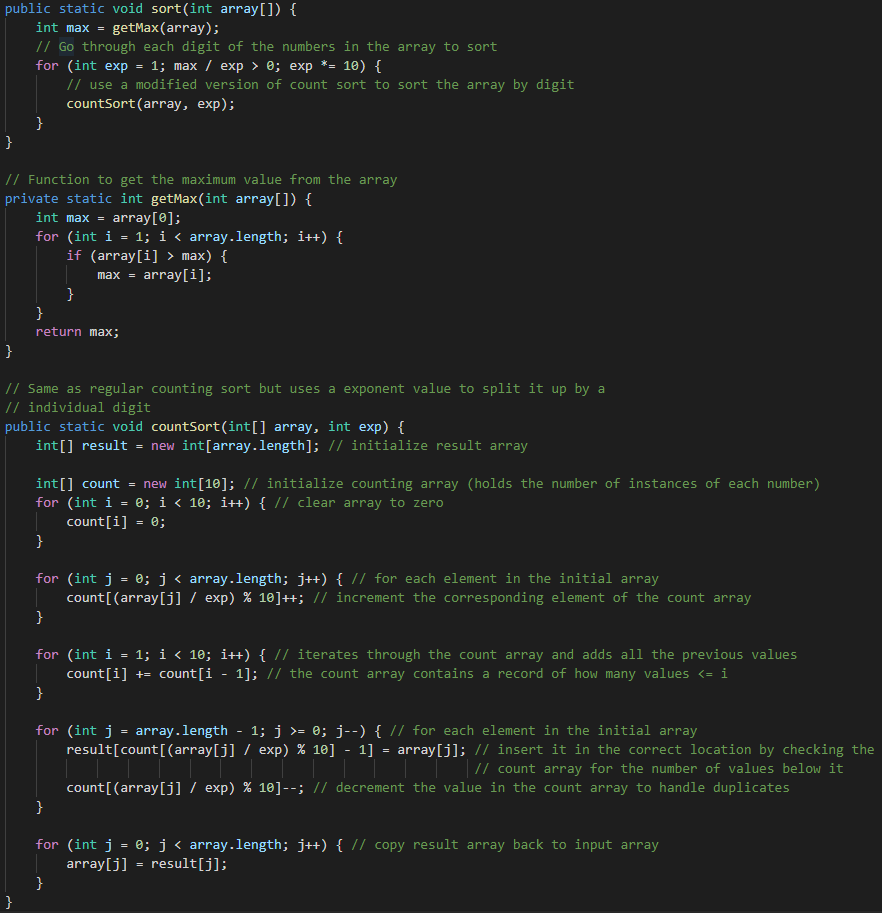 public static void sort(int array[]) {
    int max = getMax(array);
    // Go through each digit of the numbers in the array to sort
    for (int exp = 1; max / exp > 0; exp *= 10) {
        // use a modified version of count sort to sort the array by digit
        countSort(array, exp);
    }
}

// Function to get the maximum value from the array
private static int getMax(int array[]) {
    int max = array[0];
    for (int i = 1; i < array.length; i++) {
        if (array[i] > max) {
            max = array[i];
        }
    }
    return max;
}

// Same as regular counting sort but uses a exponent value to split it up by a
// individual digit
public static void countSort(int[] array, int exp) {
    int[] result = new int[array.length]; // initialize result array

    int[] count = new int[10]; // initialize counting array (holds the number of instances of each number)
    for (int i = 0; i < 10; i++) { // clear array to zero
        count[i] = 0;
    }

    for (int j = 0; j < array.length; j++) { // for each element in the initial array
        count[(array[j] / exp) % 10]++; // increment the corresponding element of the count array
    }

    for (int i = 1; i < 10; i++) { // iterates through the count array and adds all the previous values
        count[i] += count[i - 1]; // the count array contains a record of how many values <= i
    }

    for (int j = array.length - 1; j >= 0; j--) { // for each element in the initial array
        result[count[(array[j] / exp) % 10] - 1] = array[j]; // insert it in the correct location by checking the
                                                             // count array for the number of values below it
        count[(array[j] / exp) % 10]--; // decrement the value in the count array to handle duplicates
    }

    for (int j = 0; j < array.length; j++) { // copy result array back to input array
        array[j] = result[j];
    }
}